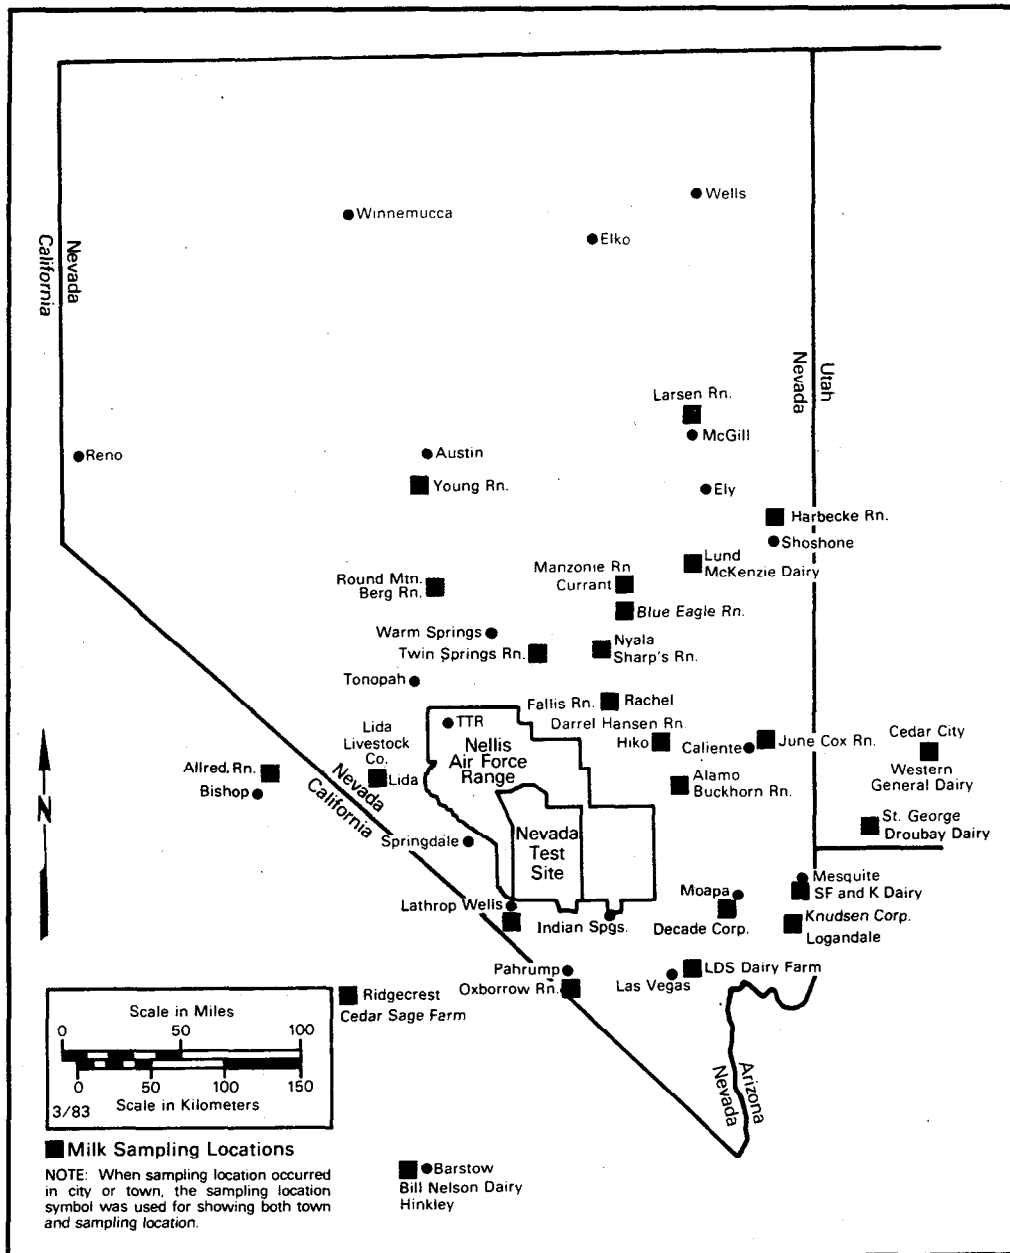 Winnemucca
Wells
Elko
Nevada
California
Utah
Nevada
Larsen Rn.
McGill
Reno
Austin
Young Rn.
Ely
Harbecke Rn.
Shoshone
Lund
McKenzie Dairy
Manzonie Rn
Currant
Round Mtn.
Berg Rn.
Blue Eagle Rn.
Warm Springs
Twin Springs Rn.
Nyala
Sharp's Rn.
Tonopah
Fallis Rn.
Rachel
TTR
Darrel Hansen Rn.
Hiko
Lida
Livestock
Co.
Nellis
Air Force
Range
Caliente
June Cox Rn.
Cedar City
Western
General Dairy
Allred. Rn.
Bishop
Nevada
California
Lida
Alamo
Buckhorn Rn.
N
St. George
Droubay Dairy
Springdale
Nevada
Test
Site
Mesquite
SF and K Dairy
Moapa
Decade Corp.
Lathrop Wells
Indian Spgs.
Knudsen Corp.
Logandale
Pahrump
Oxborrow Rn.
Las Vegas
LDS Dairy Farm
Ridgecrest
Cedar Sage Farm
Arizona
Nevada
Scale in Miles
0 50 100
0 50 100 150
Scale in Kilometers
3/83
Milk Sampling Locations
NOTE: When sampling location occurred
in city or town, the sampling location
symbol was used for showing both town
and sampling location.
Barstow
Bill Nelson Dairy
Hinkley